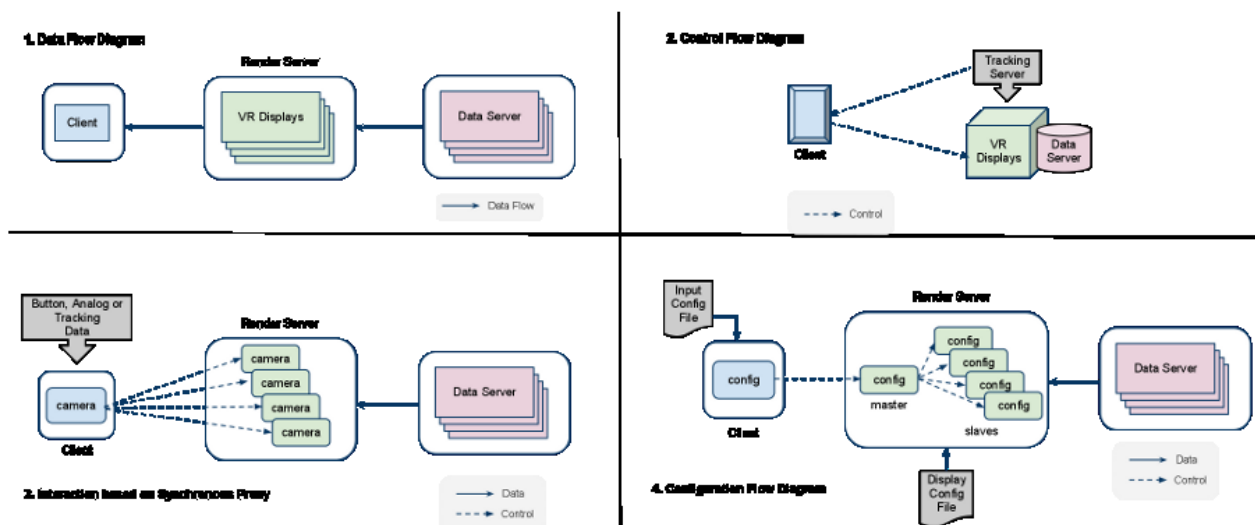 1. Data Flow Diagram
Render Server
Client
VR Displays
Data Server
Data Flow
2. Control Flow Diagram
Tracking
Server
Client
VR
Displays
Data
Server
Control
Button, Analog or
Tracking
Data
Render Server
camera
camera
camera
camera
camera
Client
Data Server
3. Interaction based on Synchronous Proxy
Data
Control
Input
Config
File
Render Server
config
Client
config
master
config
config
config
config
slaves
Data Server
4. Configuration Flow Diagram
Display
Config
File
Data
Control